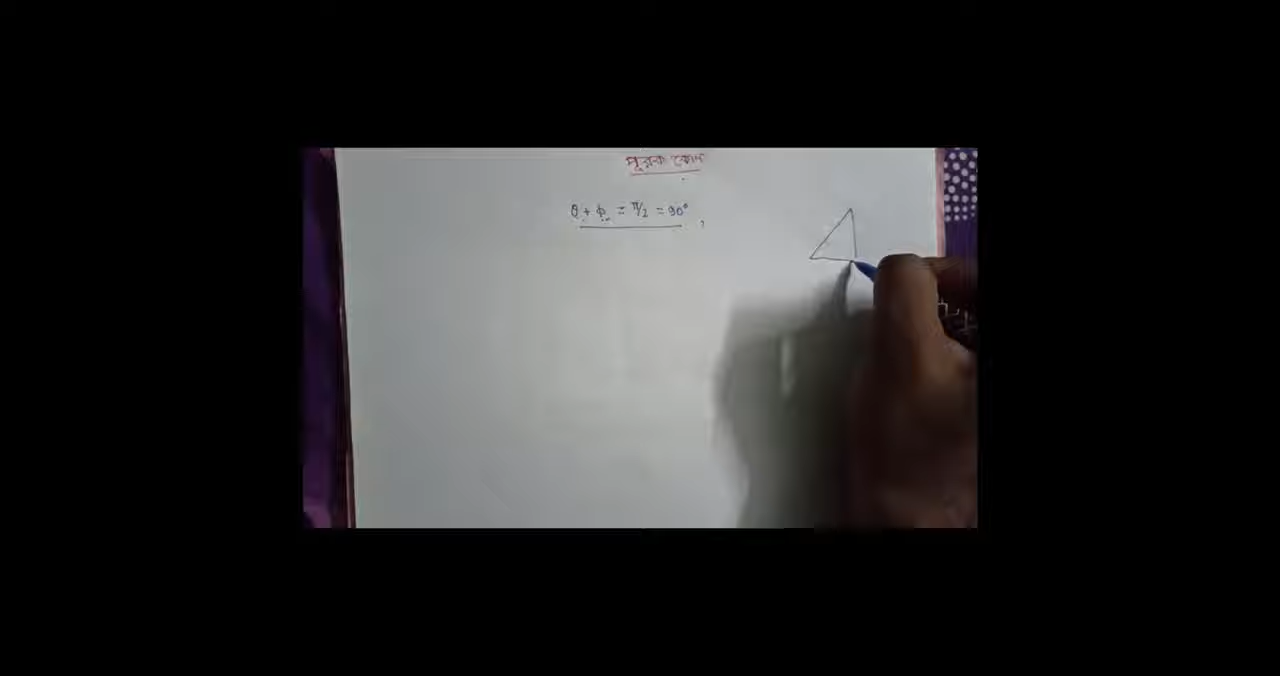 পূরক কোণ
θ + φ = π/2 = 90°,